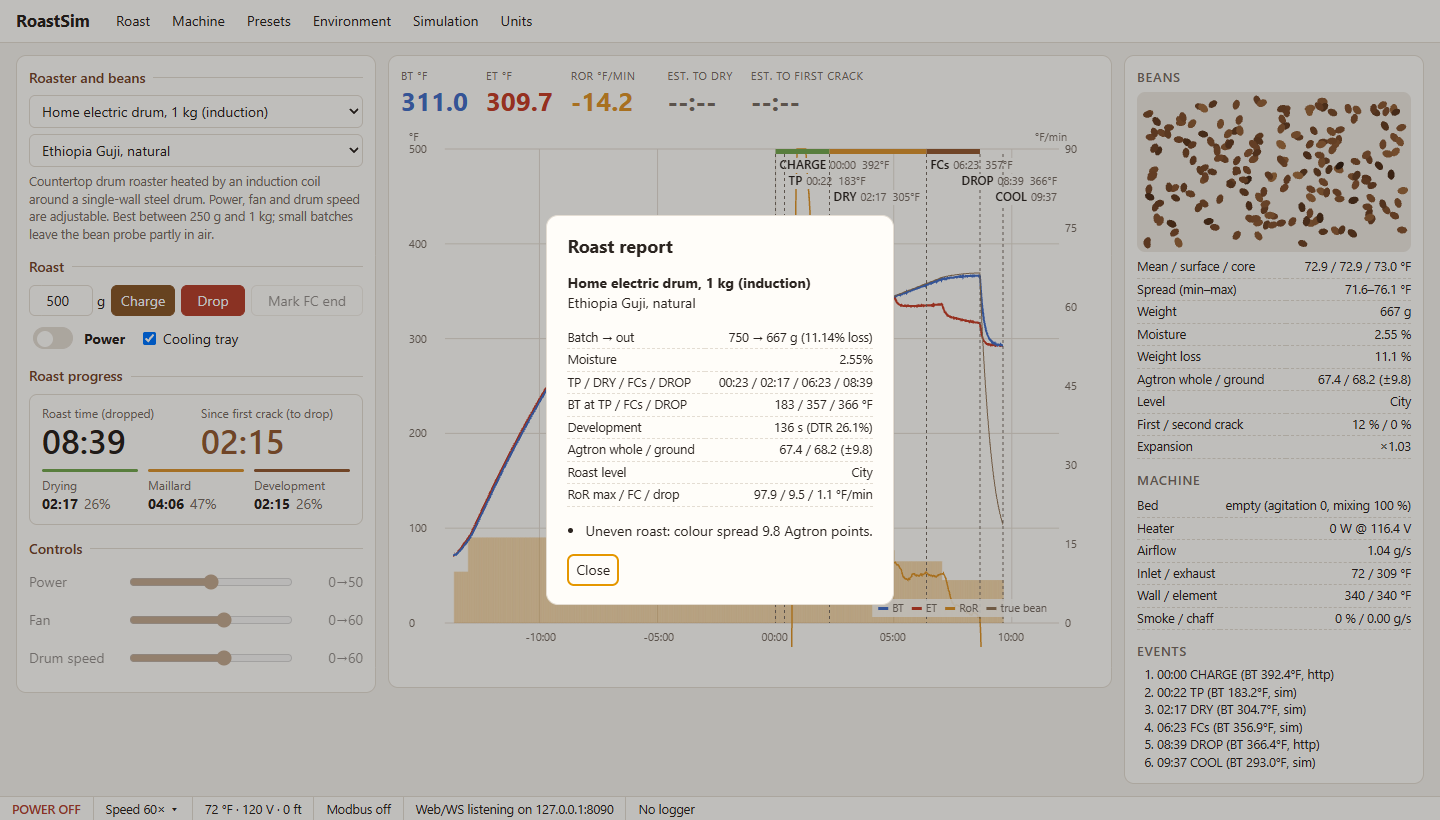 RoastSim Roast Machine Presets Environment Simulation Units
Roaster and beans
Home electric drum, 1 kg (induction)
Ethiopia Guji, natural
Countertop drum roaster heated by an induction coil
around a single-wall steel drum. Power, fan and drum speed
are adjustable. Best between 250 g and 1 kg; small batches
leave the bean probe partly in air.
Roast
500 g Charge Drop Mark FC end
Power Cooling tray
Roast progress
Roast time (dropped) Since first crack (to drop)
08:39 02:15
Drying Maillard Development
02:17 26% 04:06 47% 02:15 26%
Controls
Power 0→50
Fan 0→60
Drum speed 0→60
BT °F ET °F ROR °F/MIN EST. TO DRY EST. TO FIRST CRACK
311.0 309.7 -14.2 --:-- --:--
°F °F/min
500 90
CHARGE 00:00 392°F FCs 06:23 357°F
TP 00:22 183°F DROP 08:39 366°F
DRY 02:17 305°F COOL 09:37
75
400
60
300
45
200
30
100
15
0 0
BT ET RoR true bean
-10:00 -05:00 00:00 05:00 10:00
Roast report
Home electric drum, 1 kg (induction)
Ethiopia Guji, natural
Batch → out 750 → 667 g (11.14% loss)
Moisture 2.55%
TP / DRY / FCs / DROP 00:23 / 02:17 / 06:23 / 08:39
BT at TP / FCs / DROP 183 / 357 / 366 °F
Development 136 s (DTR 26.1%)
Agtron whole / ground 67.4 / 68.2 (±9.8)
Roast level City
RoR max / FC / drop 97.9 / 9.5 / 1.1 °F/min
• Uneven roast: colour spread 9.8 Agtron points.
Close
BEANS
Mean / surface / core 72.9 / 72.9 / 73.0 °F
Spread (min–max) 71.6–76.1 °F
Weight 667 g
Moisture 2.55 %
Weight loss 11.1 %
Agtron whole / ground 67.4 / 68.2 (±9.8)
Level City
First / second crack 12 % / 0 %
Expansion ×1.03
MACHINE
Bed empty (agitation 0, mixing 100 %)
Heater 0 W @ 116.4 V
Airflow 1.04 g/s
Inlet / exhaust 72 / 309 °F
Wall / element 340 / 340 °F
Smoke / chaff 0 % / 0.00 g/s
EVENTS
1. 00:00 CHARGE (BT 392.4°F, http)
2. 00:22 TP (BT 183.2°F, sim)
3. 02:17 DRY (BT 304.7°F, sim)
4. 06:23 FCs (BT 356.9°F, sim)
5. 08:39 DROP (BT 366.4°F, http)
6. 09:37 COOL (BT 293.0°F, sim)
POWER OFF Speed 60× 72 °F · 120 V · 0 ft Modbus off Web/WS listening on 127.0.0.1:8090 No logger